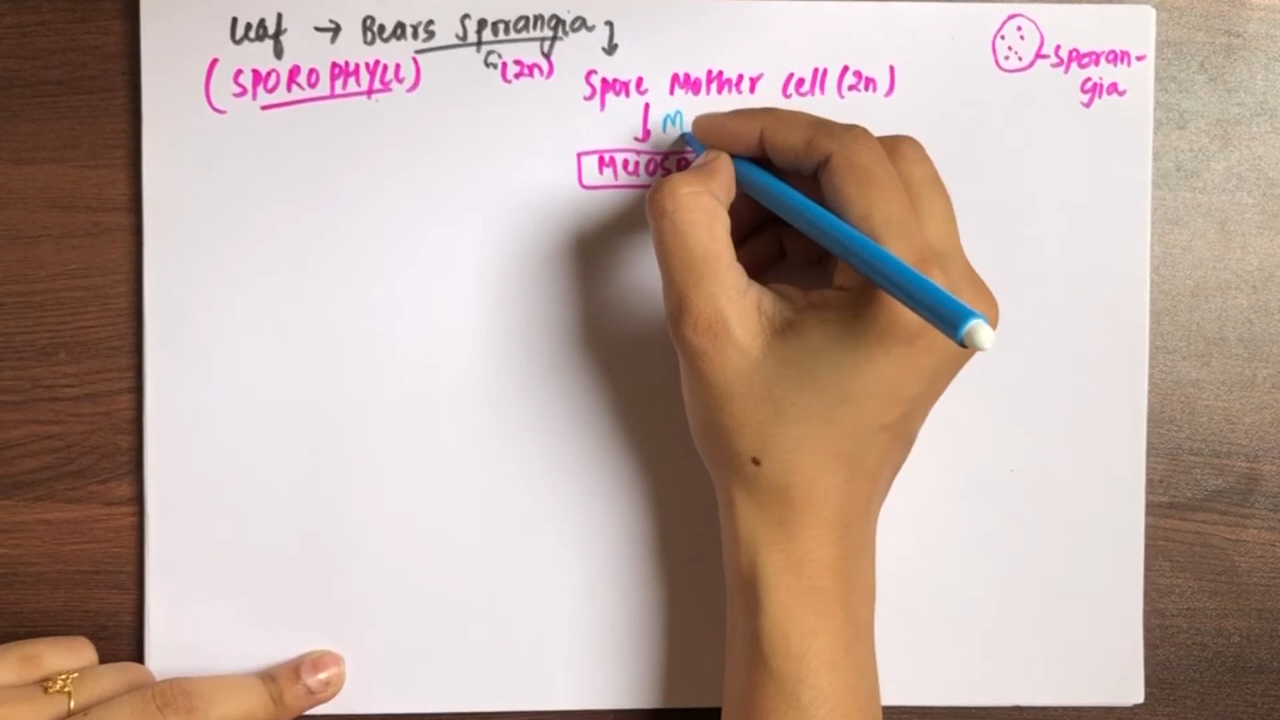 Leaf → Bears Sporangia
(SPOROPHYLL)
(2n)
Spore Mother Cell (2n)
M
sporan-
gia